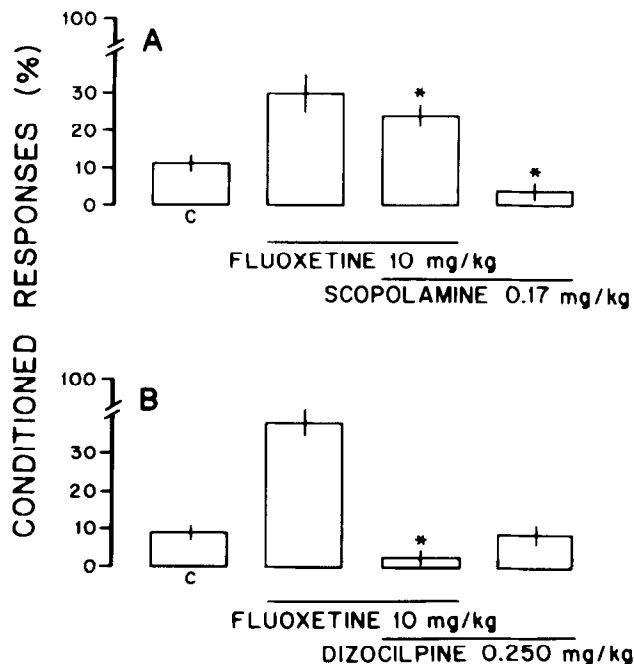 CONDITIONED RESPONSES (%)
A
100
30
20
10
0
*
*
C
FLUOXETINE 10 mg/kg
SCOPOLAMINE 0.17 mg/kg
B
100
30
20
10
0
*
C
FLUOXETINE 10 mg/kg
DIZOCILPINE 0.250 mg/kg